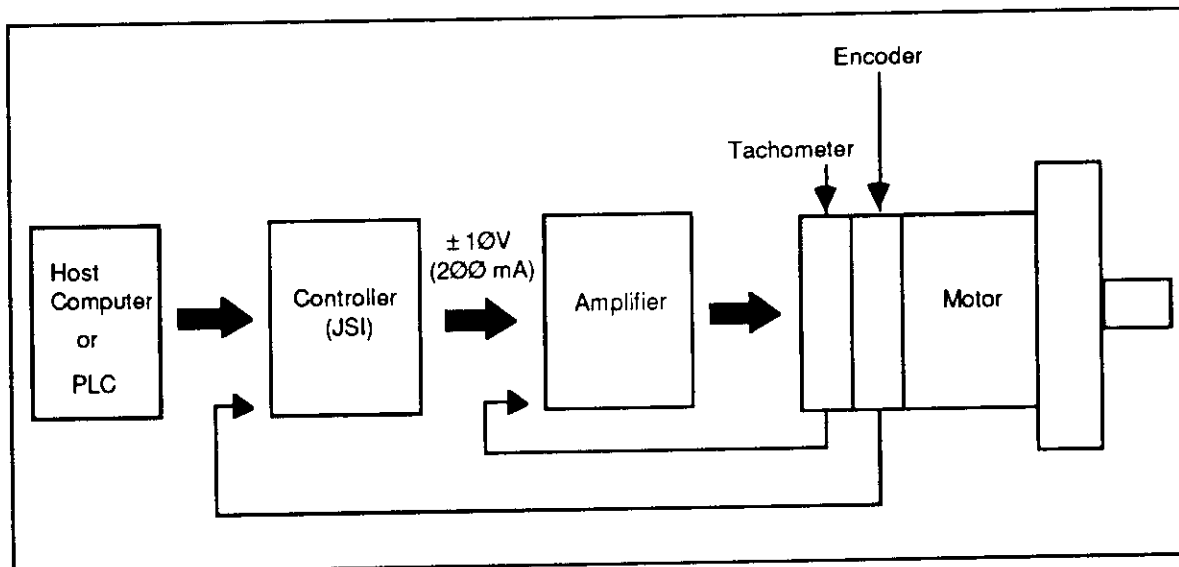 Encoder
Tachometer
± 1ØV
(2ØØ mA)
Host
Computer
or
PLC
Controller
(JSI)
Amplifier
Motor